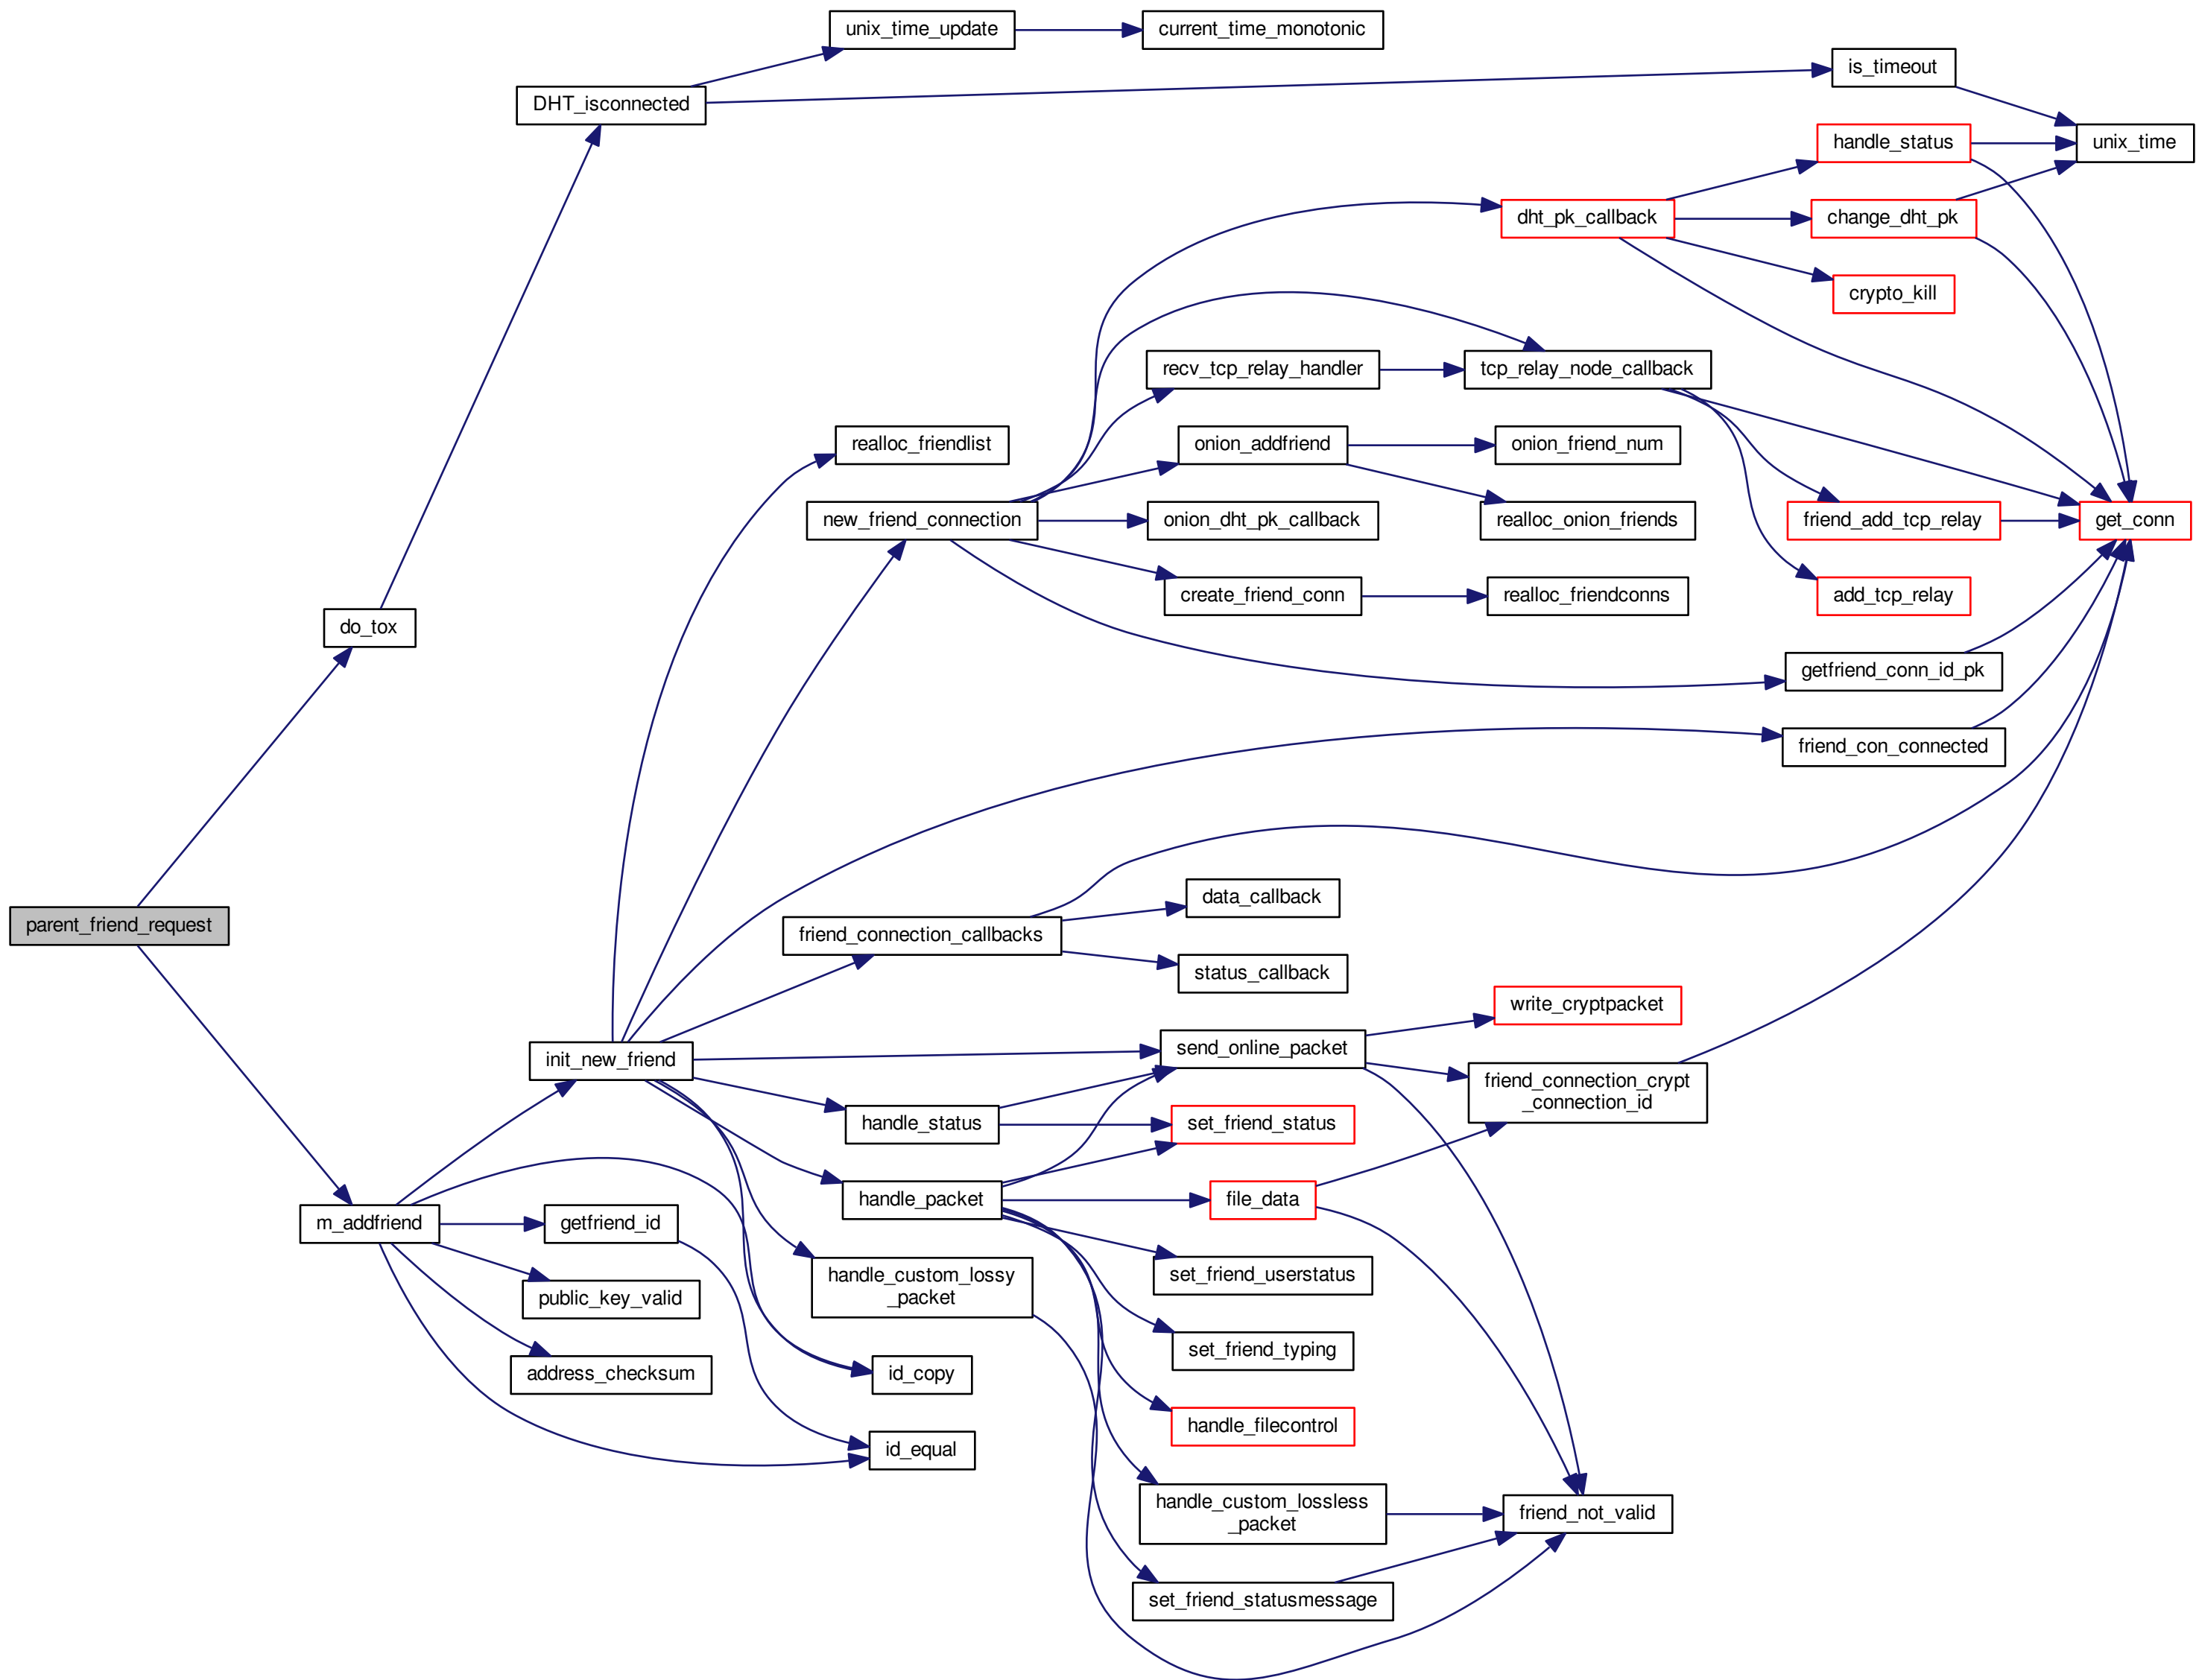 unix_time_update
current_time_monotonic
is_timeout
DHT_isconnected
handle_status
unix_time
dht_pk_callback
change_dht_pk
crypto_kill
recv_tcp_relay_handler
tcp_relay_node_callback
realloc_friendlist
onion_addfriend
onion_friend_num
new_friend_connection
onion_dht_pk_callback
realloc_onion_friends
friend_add_tcp_relay
get_conn
create_friend_conn
realloc_friendconns
add_tcp_relay
do_tox
getfriend_conn_id_pk
friend_con_connected
data_callback
parent_friend_request
friend_connection_callbacks
status_callback
write_cryptpacket
init_new_friend
send_online_packet
friend_connection_crypt
_connection_id
handle_status
set_friend_status
handle_packet
file_data
m_addfriend
getfriend_id
handle_custom_lossy
_packet
set_friend_userstatus
public_key_valid
set_friend_typing
address_checksum
id_copy
handle_filecontrol
id_equal
handle_custom_lossless
_packet
friend_not_valid
set_friend_statusmessage